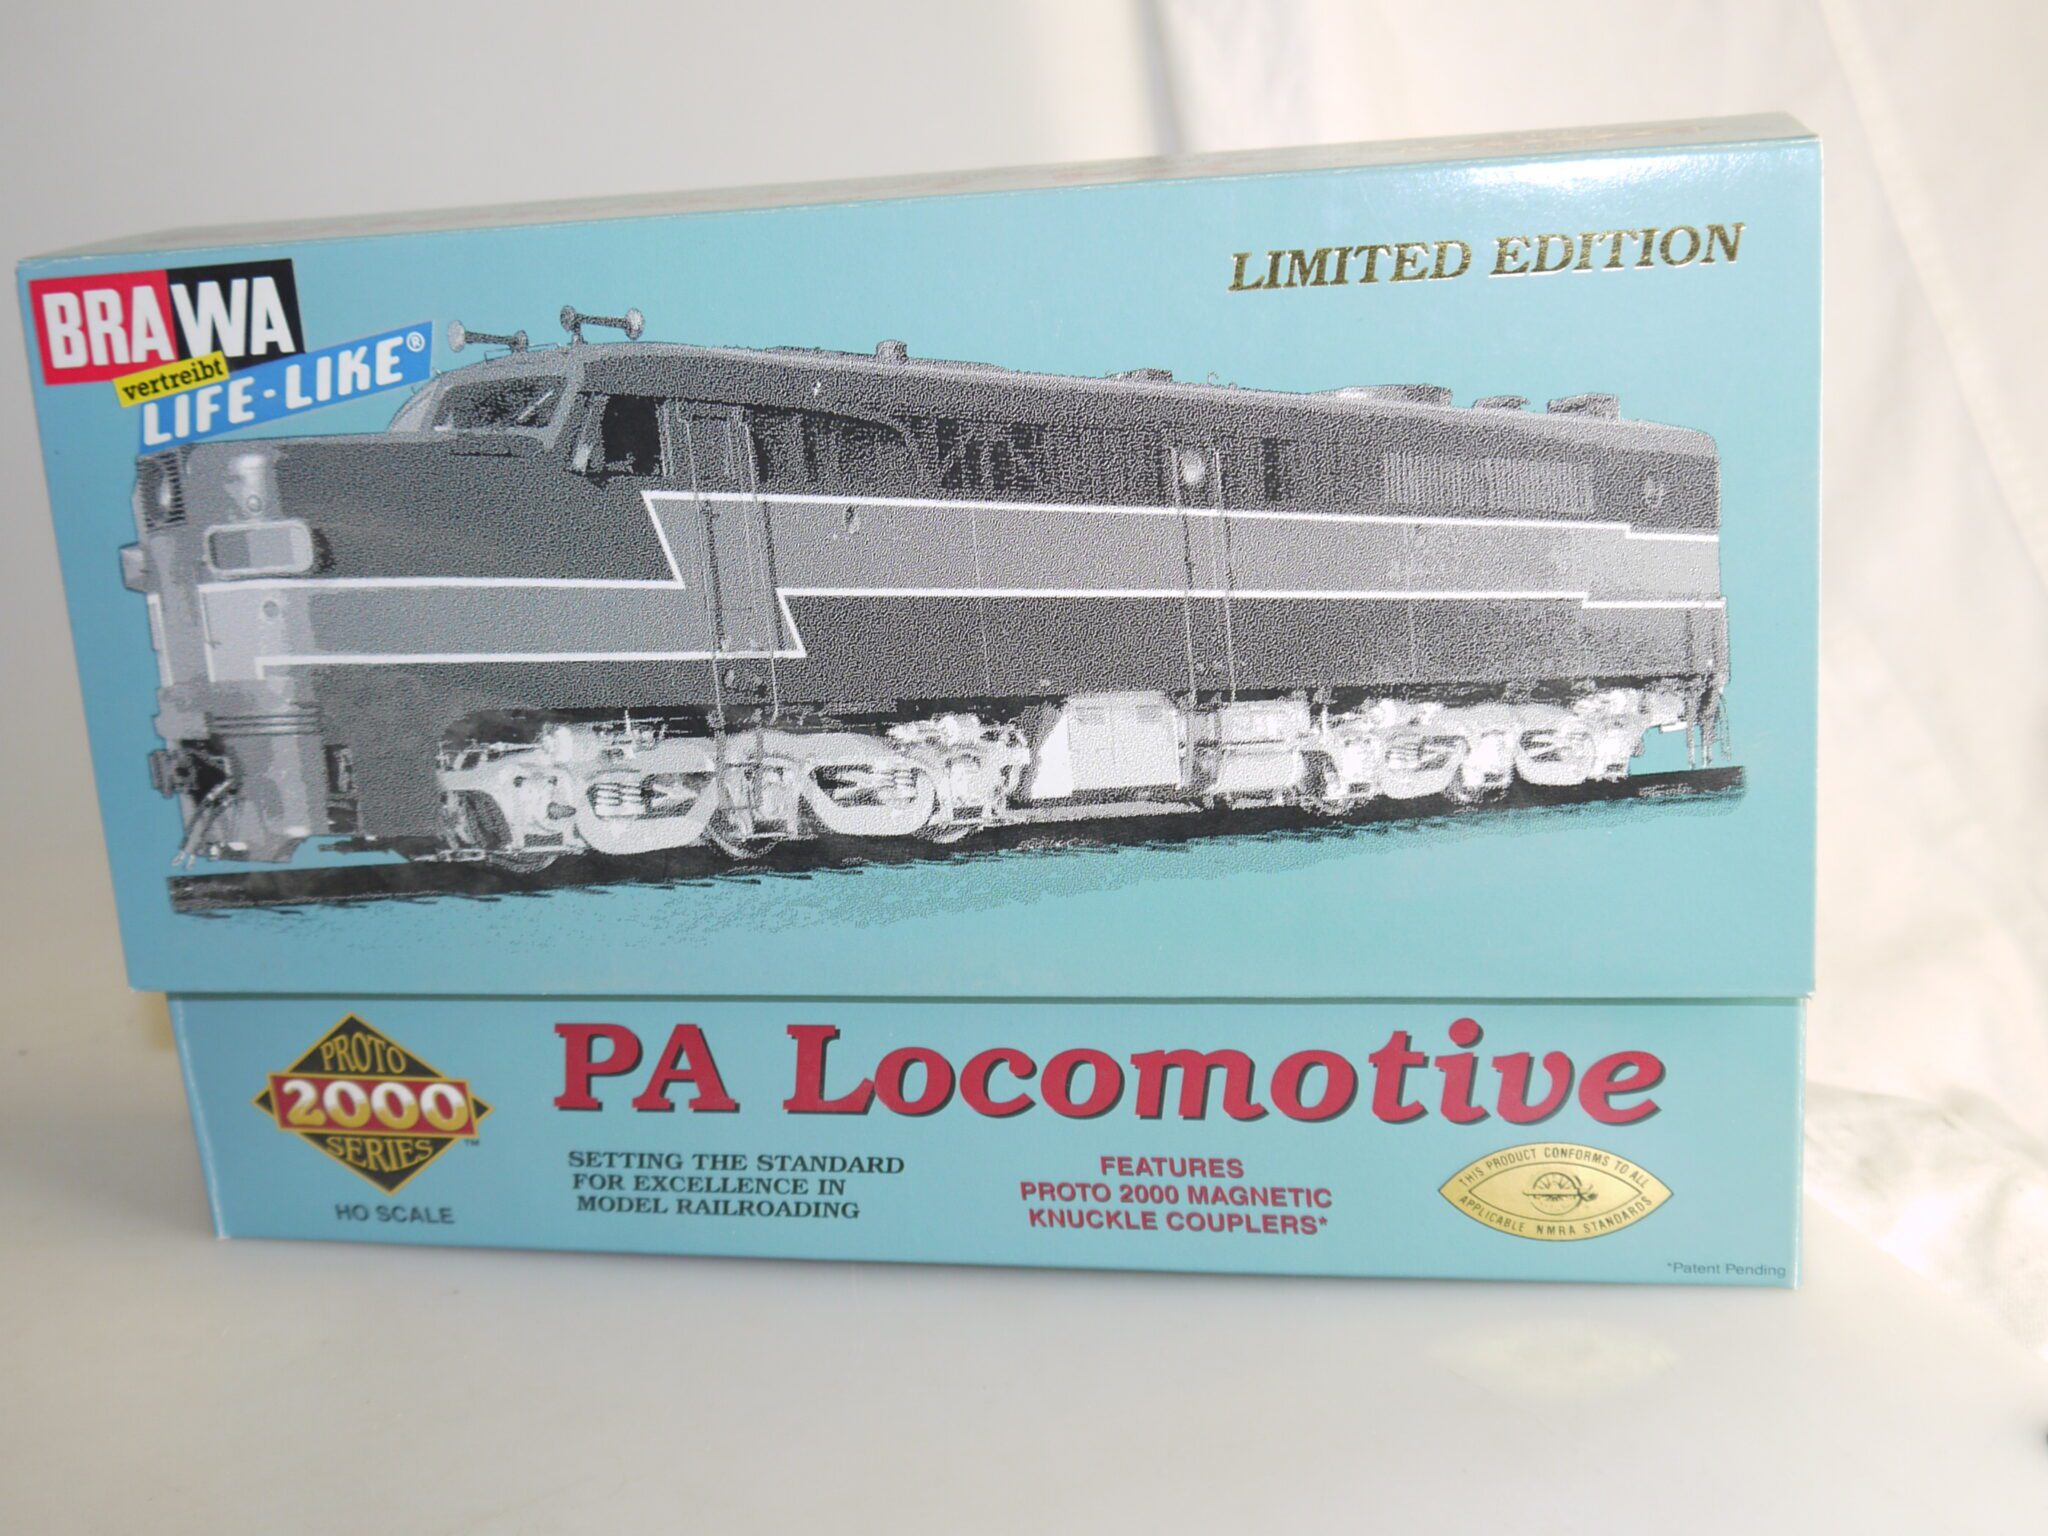 LIMITED EDITION
BRAWA
vertreibt
LIFE-LIKE®
PROTO
2000™
SERIES
HO SCALE
PA Locomotive
SETTING THE STANDARD
FOR EXCELLENCE IN
MODEL RAILROADING
FEATURES
PROTO 2000 MAGNETIC
KNUCKLE COUPLERS*
THIS PRODUCT CONFORMS TO ALL
APPLICABLE NMRA STANDARDS
*Patent Pending